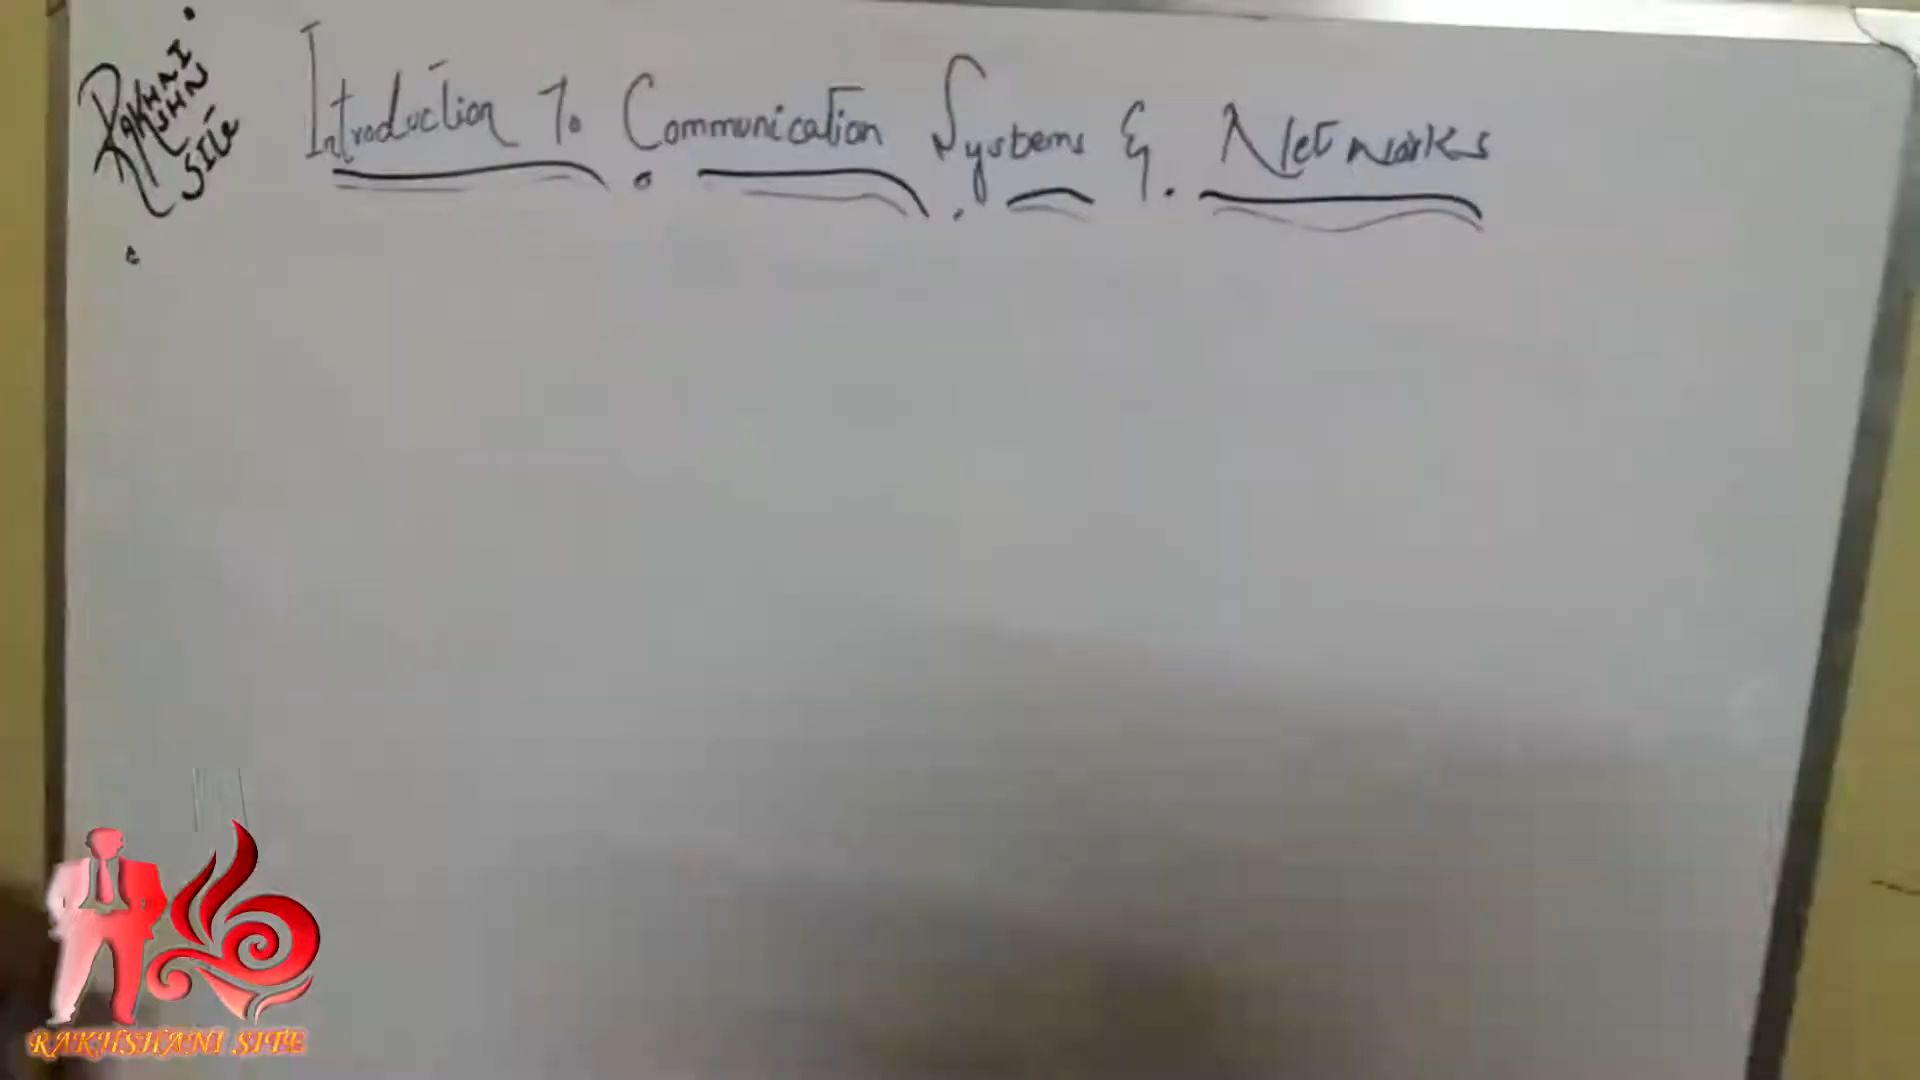 RAKHSHANI
SITE
Introduction To Communication Systems & Networks
RAKHSHANI SITE